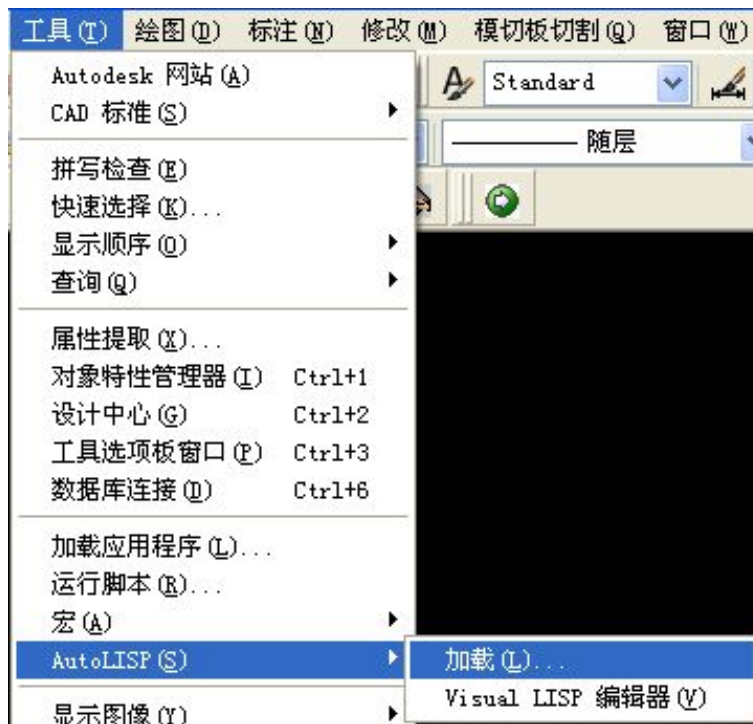 工具(T) 绘图(D) 标注(N) 修改(M) 模切板切割(Q) 窗口(W)
Autodesk 网站(A)
Standard
CAD 标准(S)
随层
拼写检查(E)
快速选择(K)...
显示顺序(O)
查询(Q)
属性提取(X)...
对象特性管理器(I) Ctrl+1
设计中心(G) Ctrl+2
工具选项板窗口(P) Ctrl+3
数据库连接(D) Ctrl+6
加载应用程序(L)...
运行脚本(R)...
宏(A)
AutoLISP(S)
加载(L)...
Visual LISP 编辑器(V)
显示图像(Y)